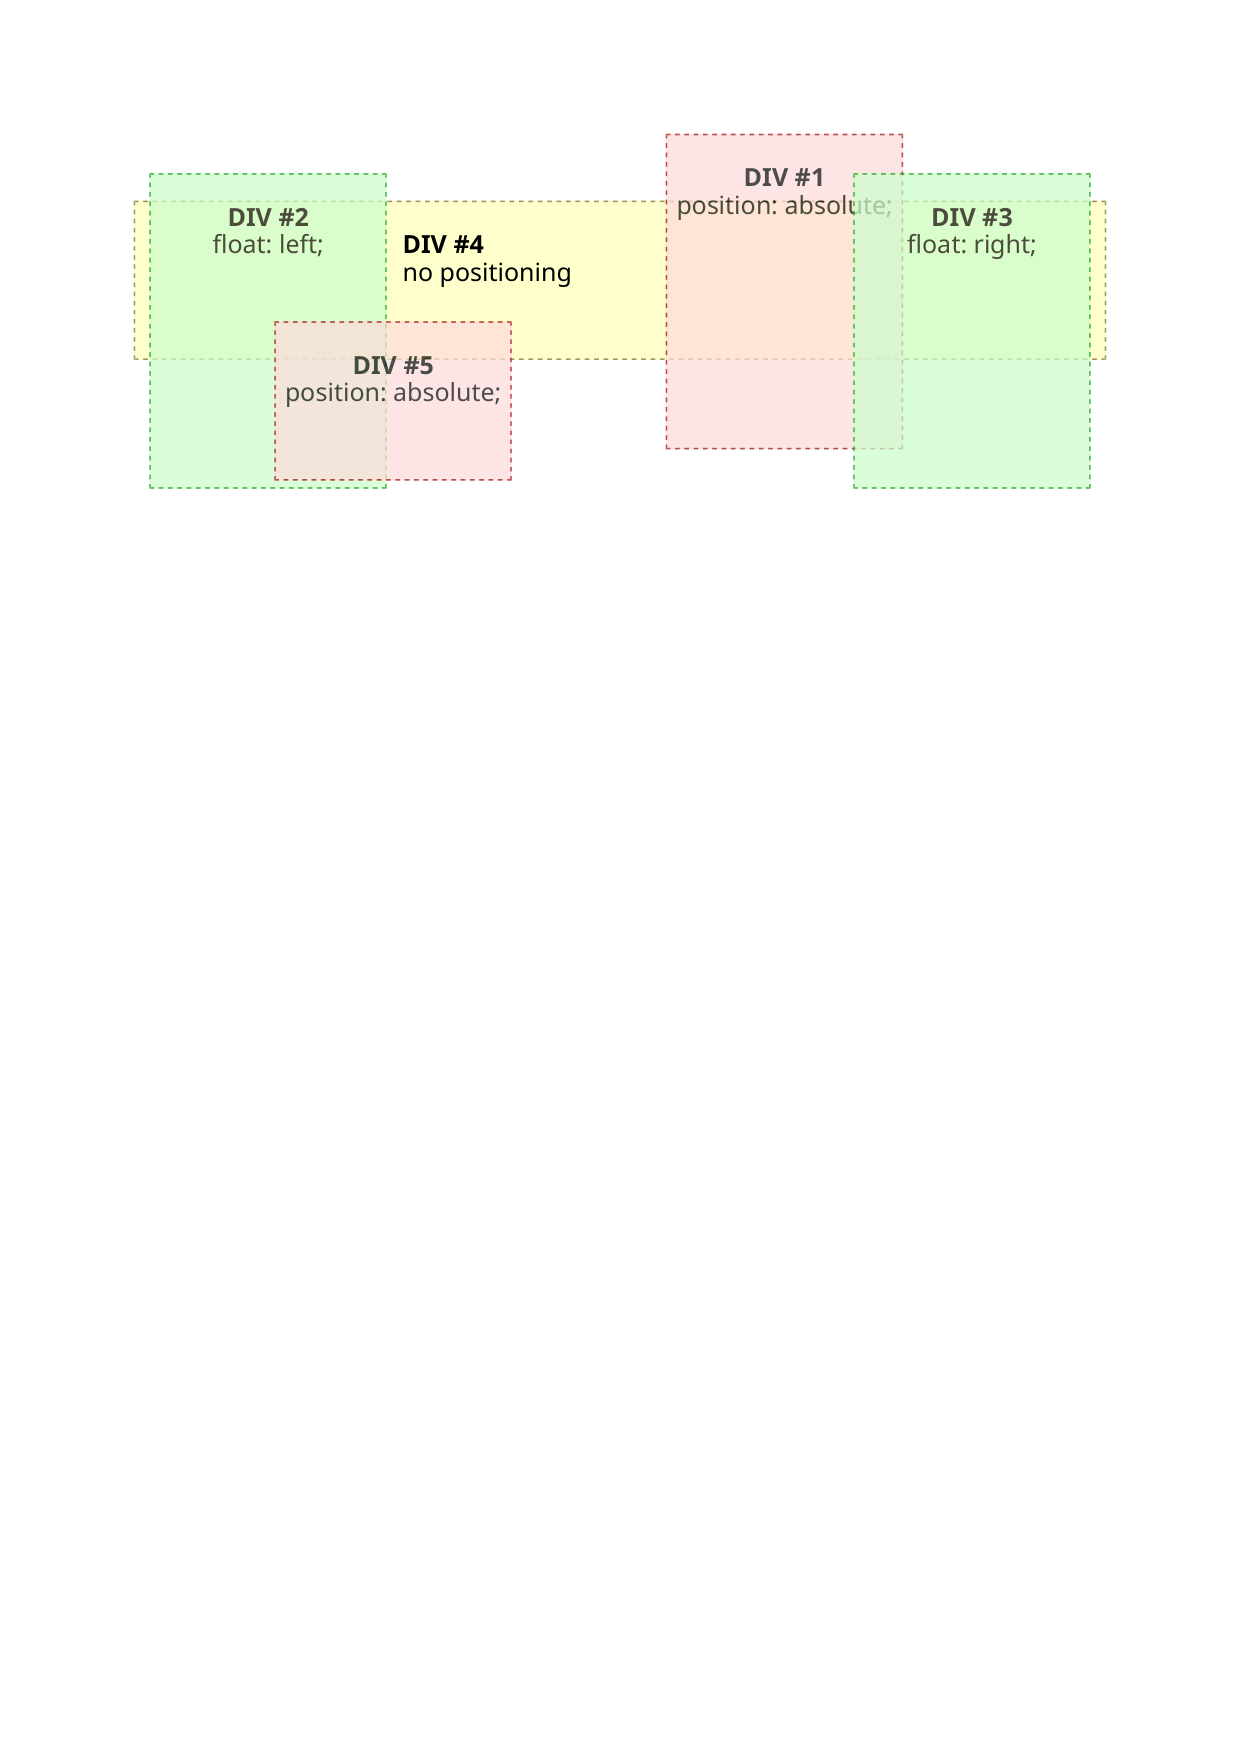 DIV #1
position: absolute;
DIV #2
float: left;
DIV #3
float: right;
DIV #4
no positioning
DIV #5
position: absolute;